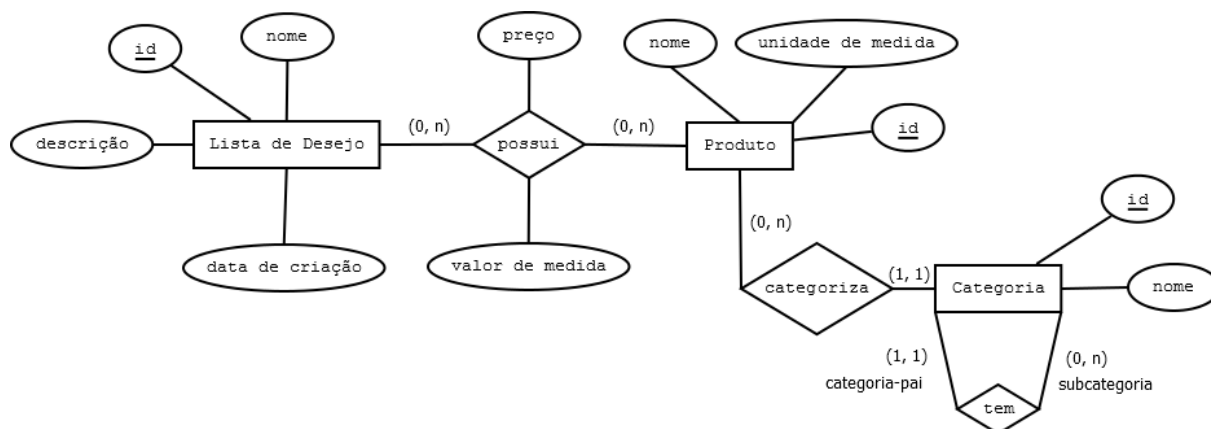 id
nome
preço
nome
unidade de medida
descrição
Lista de Desejo
(0, n)
possui
(0, n)
Produto
id
data de criação
valor de medida
(0, n)
id
categoriza
(1, 1)
Categoria
nome
(1, 1)
categoria-pai
(0, n)
subcategoria
tem